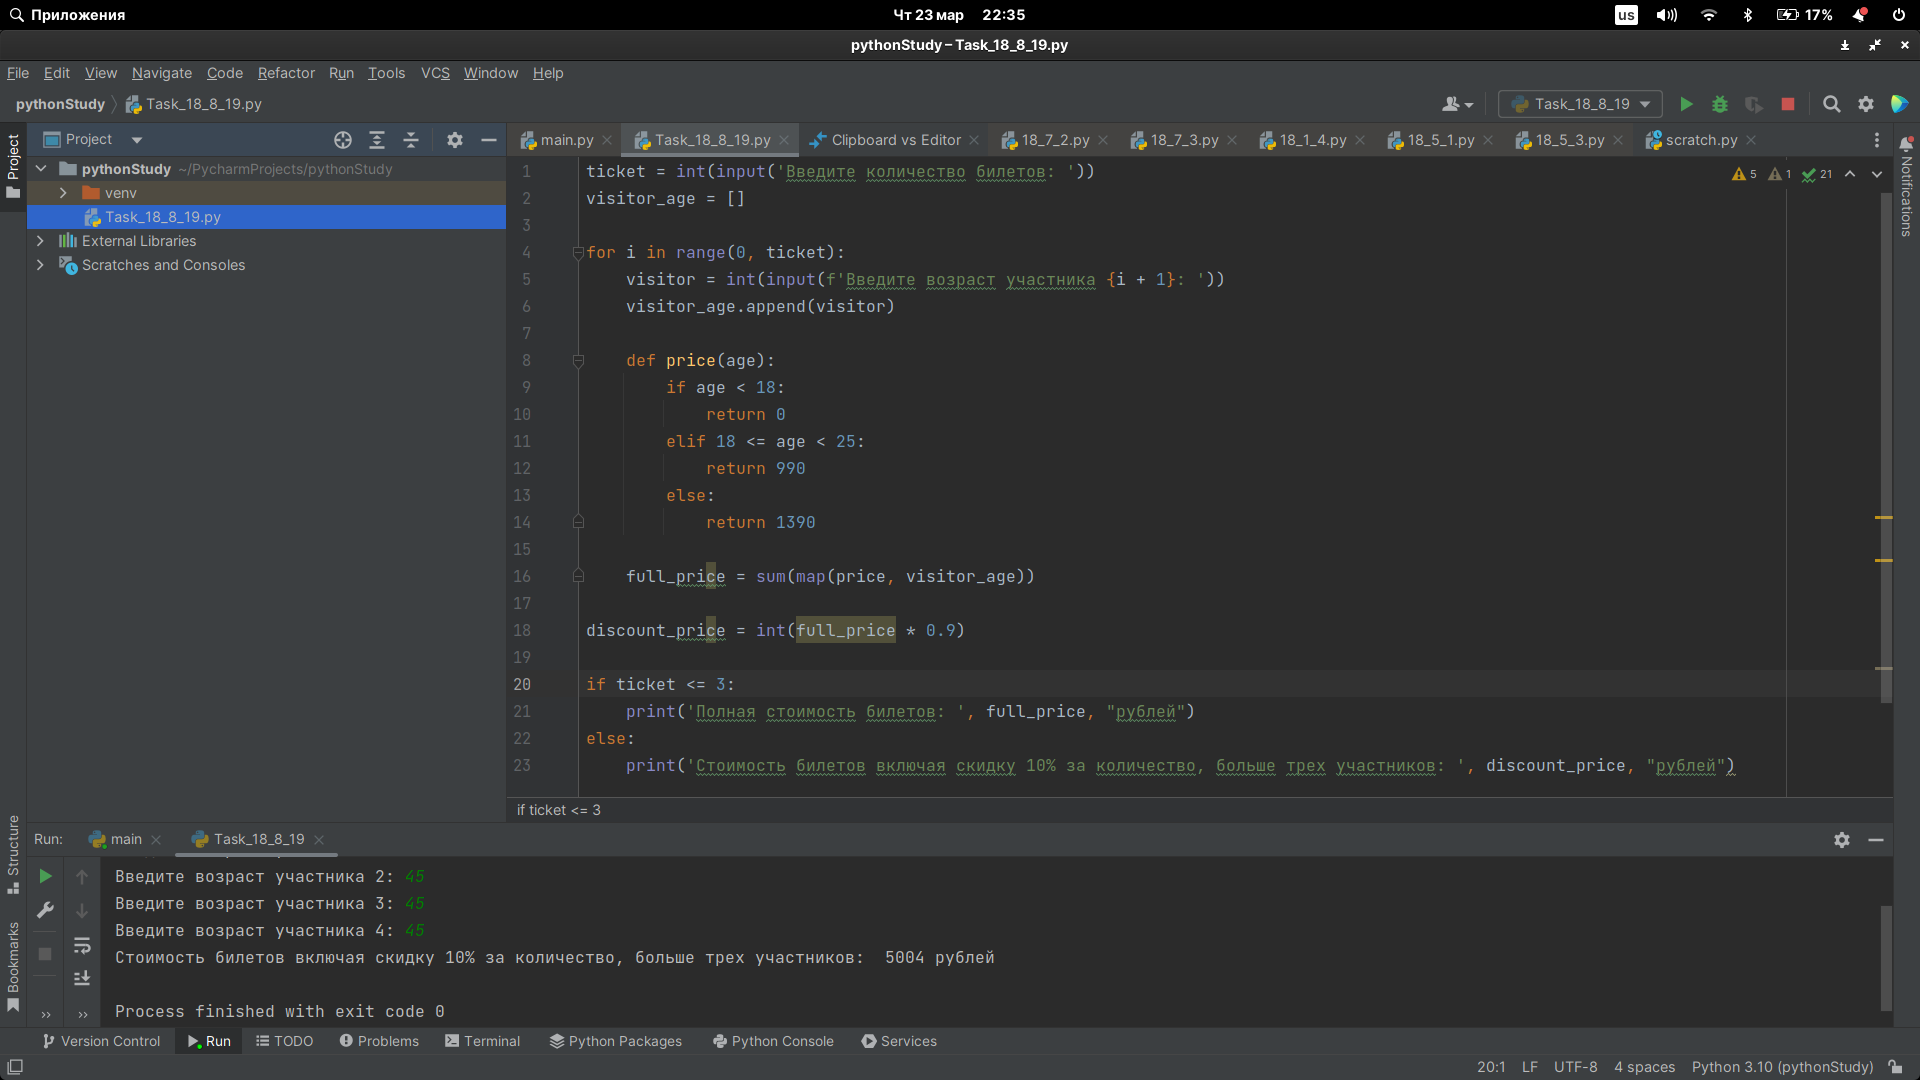 Приложения
Чт 23 мар 22:35
us
17%
pythonStudy – Task_18_8_19.py
File Edit View Navigate Code Refactor Run Tools VCS Window Help
pythonStudy Task_18_8_19.py
Task_18_8_19
Project
main.py Task_18_8_19.py Clipboard vs Editor 18_7_2.py 18_7_3.py 18_1_4.py 18_5_1.py 18_5_3.py scratch.py
Project
Notifications
pythonStudy ~/PycharmProjects/pythonStudy
venv
Task_18_8_19.py
External Libraries
Scratches and Consoles
5 1 21
1 ticket = int(input('Введите количество билетов: '))
2 visitor_age = []
3
4 for i in range(0, ticket):
5 visitor = int(input(f'Введите возраст участника {i + 1}: '))
6 visitor_age.append(visitor)
7
8 def price(age):
9 if age < 18:
10 return 0
11 elif 18 <= age < 25:
12 return 990
13 else:
14 return 1390
15
16 full_price = sum(map(price, visitor_age))
17
18 discount_price = int(full_price * 0.9)
19
20 if ticket <= 3:
21 print('Полная стоимость билетов: ', full_price, "рублей")
22 else:
23 print('Стоимость билетов включая скидку 10% за количество, больше трех участников: ', discount_price, "рублей")
if ticket <= 3
Structure
Bookmarks
Run: main Task_18_8_19
Введите возраст участника 2: 45
Введите возраст участника 3: 45
Введите возраст участника 4: 45
Стоимость билетов включая скидку 10% за количество, больше трех участников:  5004 рублей
Process finished with exit code 0
Version Control Run TODO Problems Terminal Python Packages Python Console Services
20:1 LF UTF-8 4 spaces Python 3.10 (pythonStudy)